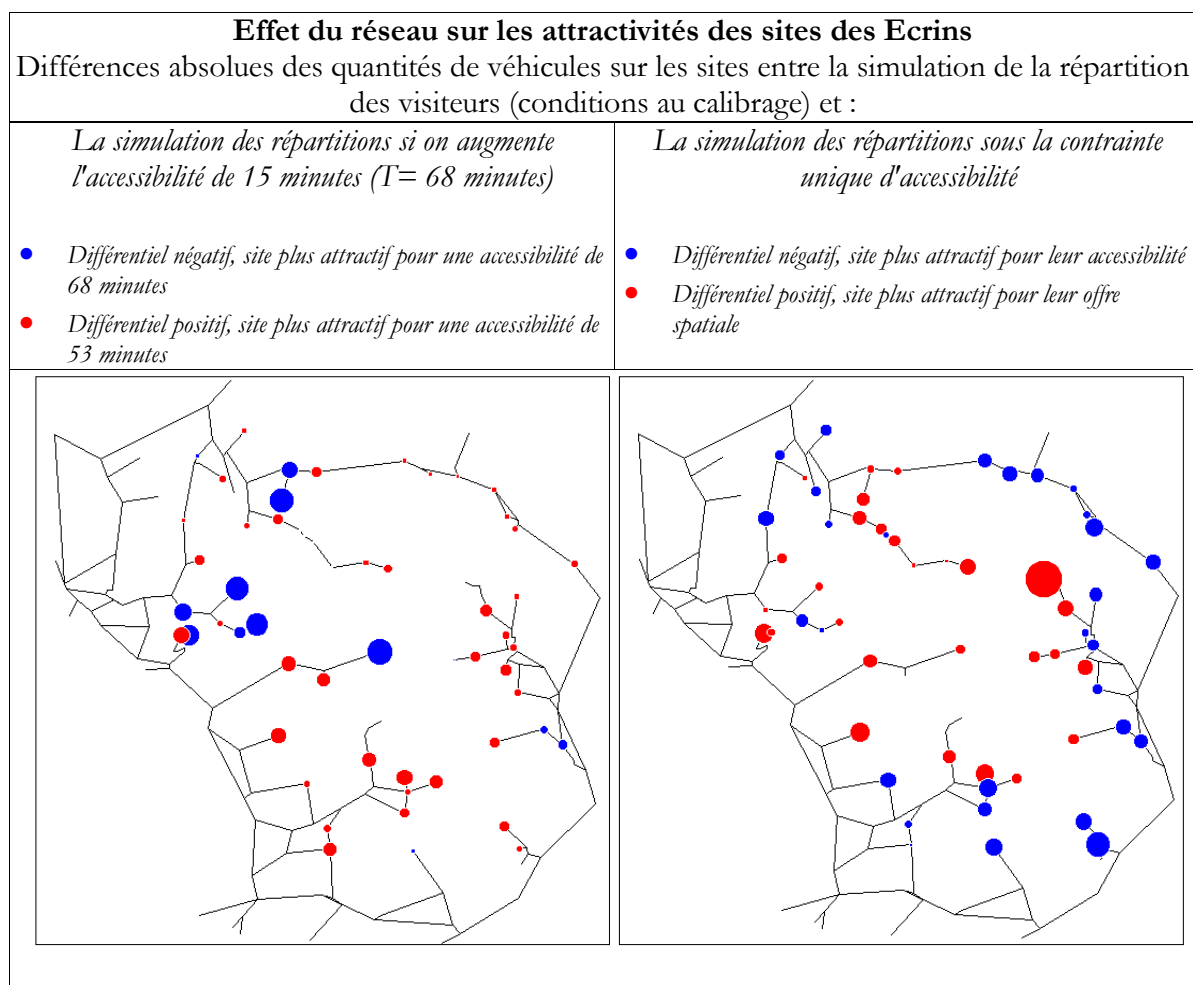 Effet du réseau sur les attractivités des sites des Ecrins
Différences absolues des quantités de véhicules sur les sites entre la simulation de la répartition
des visiteurs (conditions au calibrage) et :
La simulation des répartitions si on augmente
l'accessibilité de 15 minutes (T= 68 minutes)
Différentiel négatif, site plus attractif pour une accessibilité de
68 minutes
Différentiel positif, site plus attractif pour une accessibilité de
53 minutes
La simulation des répartitions sous la contrainte
unique d'accessibilité
Différentiel négatif, site plus attractif pour leur accessibilité
Différentiel positif, site plus attractif pour leur offre
spatiale